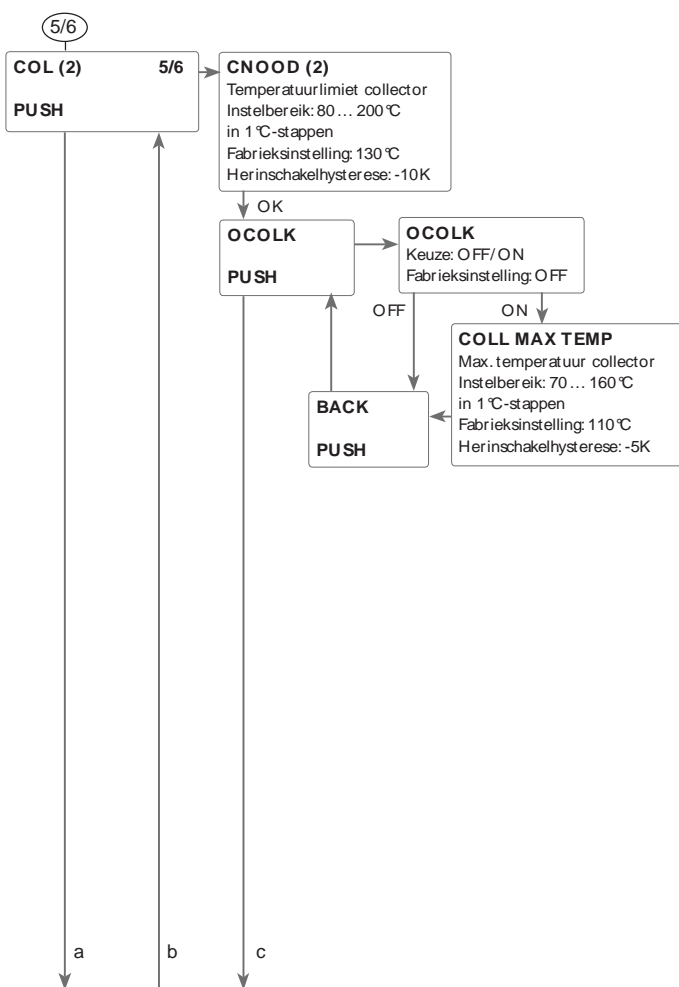 5/6
COL (2) 5/6
PUSH
CNOOD (2)
Temperatuurlimiet collector
Instelbereik: 80 ... 200 °C
in 1 °C-stappen
Fabrieksinstelling: 130 °C
Herinschakelhysterese: -10K
OK
OCOLK
PUSH
OCOLK
Keuze: OFF/ON
Fabrieksinstelling: OFF
OFF
ON
COLL MAX TEMP
Max. temperatuur collector
Instelbereik: 70 ... 160 °C
in 1 °C-stappen
Fabrieksinstelling: 110 °C
Herinschakelhysterese: -5K
BACK
PUSH
a
b
c